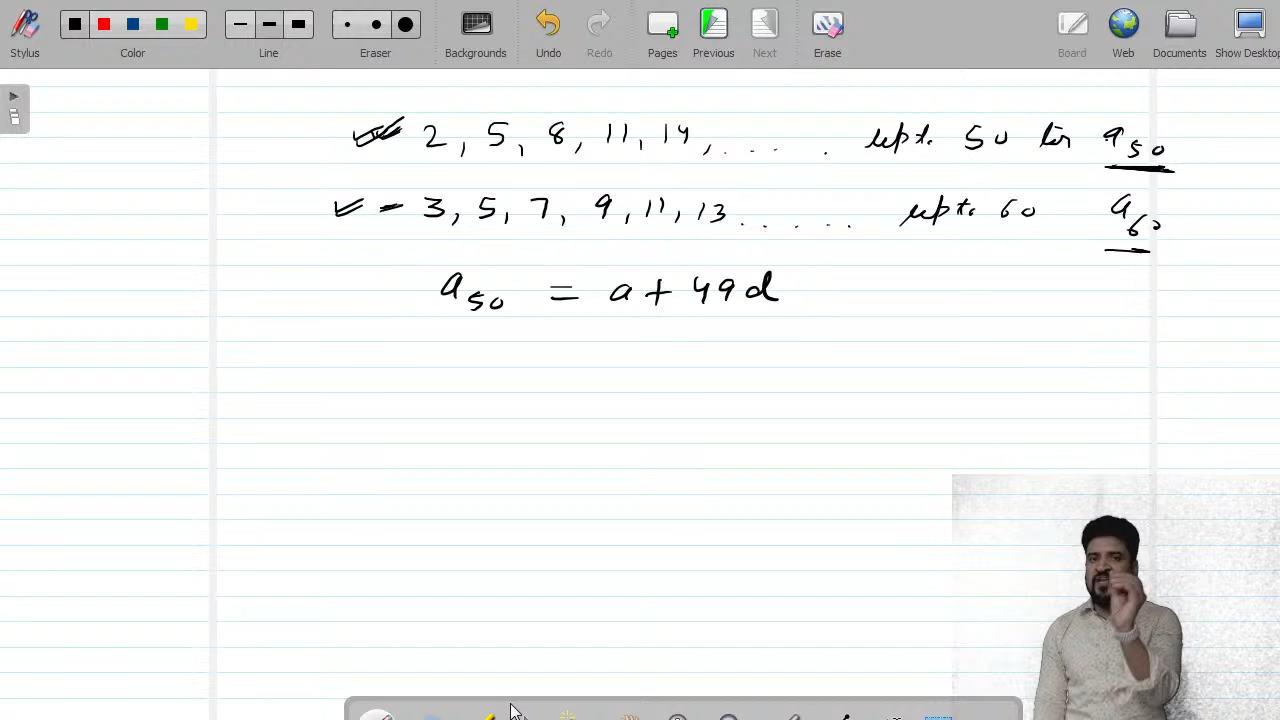 Stylus Color Line Eraser Backgrounds Undo Redo Pages Previous Next Erase Board Web Documents Show Desktop
2, 5, 8, 11, 14, ..... upto 50 a50
3, 5, 7, 9, 11, 13 ..... upto 60 a60
a50 = a + 49d